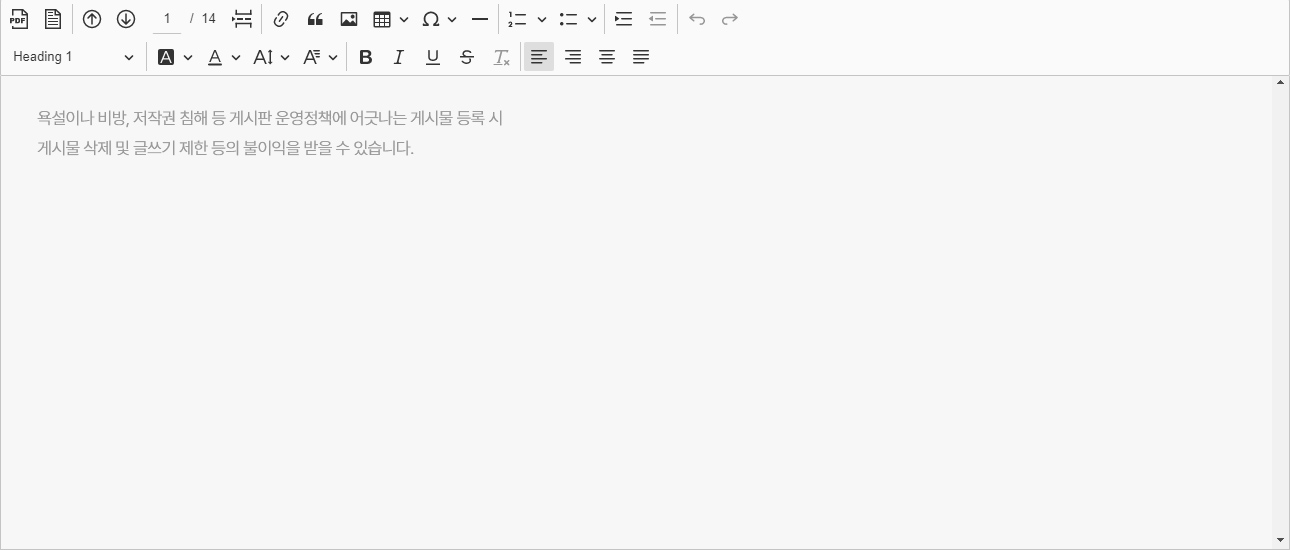 PDF
1 / 14
Heading 1
욕설이나 비방, 저작권 침해 등 게시판 운영정책에 어긋나는 게시물 등록 시
게시물 삭제 및 글쓰기 제한 등의 불이익을 받을 수 있습니다.